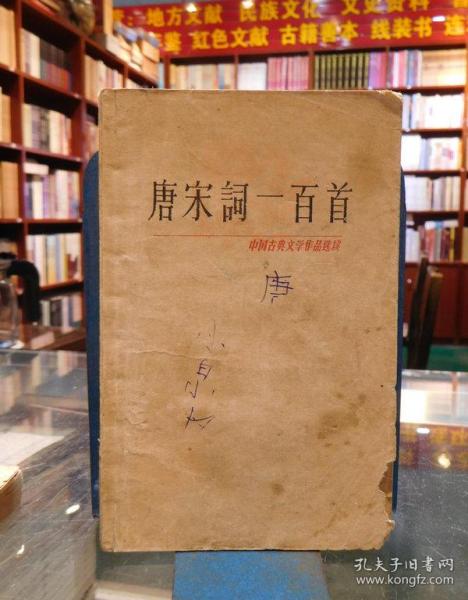 地方文献 民族文化 文史资料
鉴 红色文献 古籍善本 线装书 连
唐宋詞一百首
中国古典文学作品选读
唐
孔夫子旧书网
www.kongfz.com